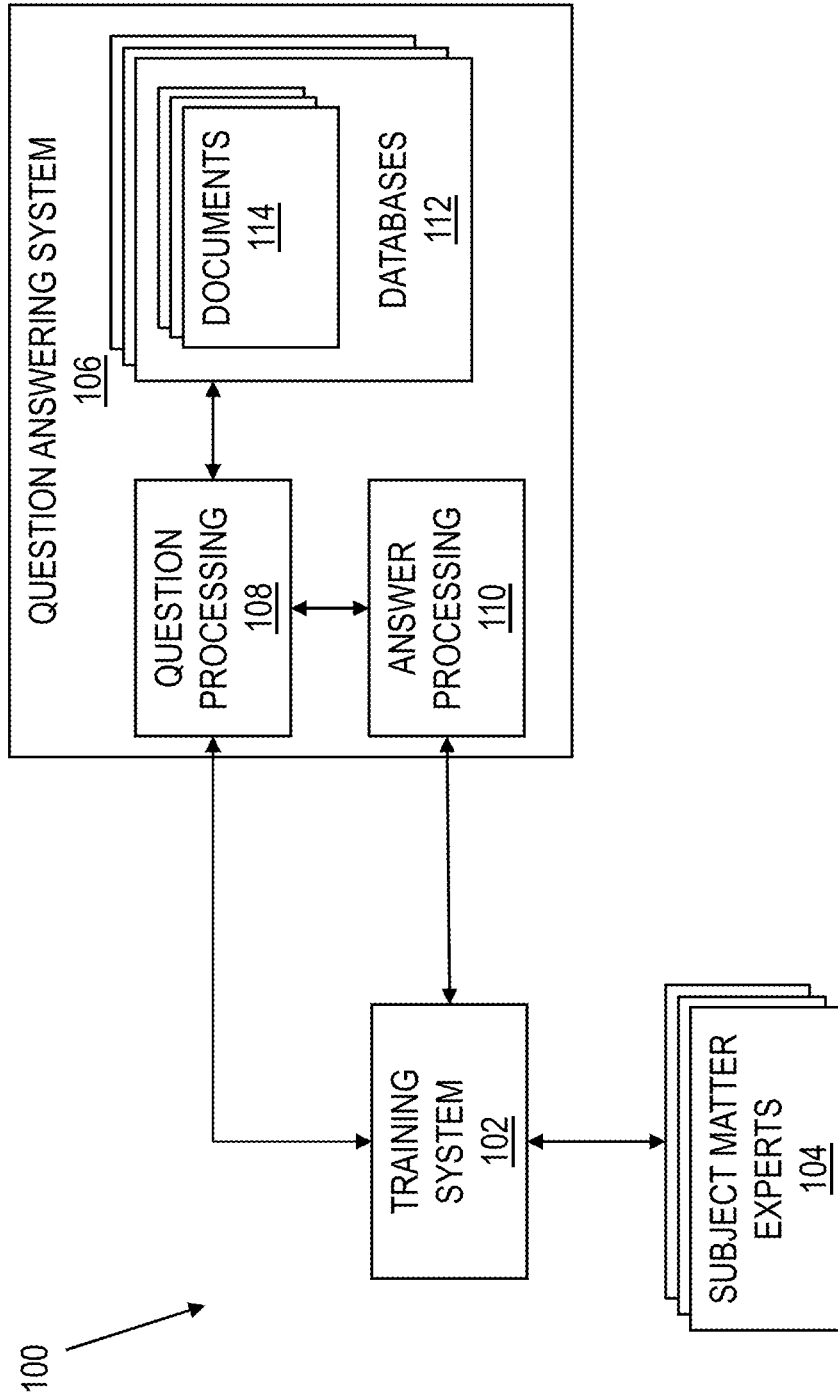 100
QUESTION ANSWERING SYSTEM
106
QUESTION
PROCESSING
108
DOCUMENTS
114
DATABASES
112
ANSWER
PROCESSING
110
TRAINING
SYSTEM
102
SUBJECT MATTER
EXPERTS
104